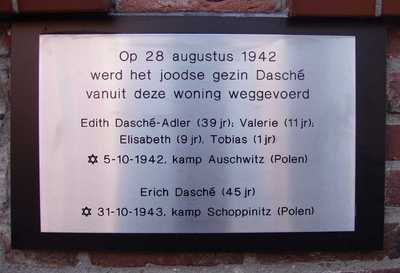 Op 28 augustus 1942
werd het joodse gezin Dasché
vanuit deze woning weggevoerd
Edith Dasché-Adler (39 jr); Valerie (11 jr);
Elisabeth (9 jr), Tobias (1 jr)
✡ 5-10-1942, kamp Auschwitz (Polen)
Erich Dasché (45 jr)
✡ 31-10-1943, kamp Schoppinitz (Polen)